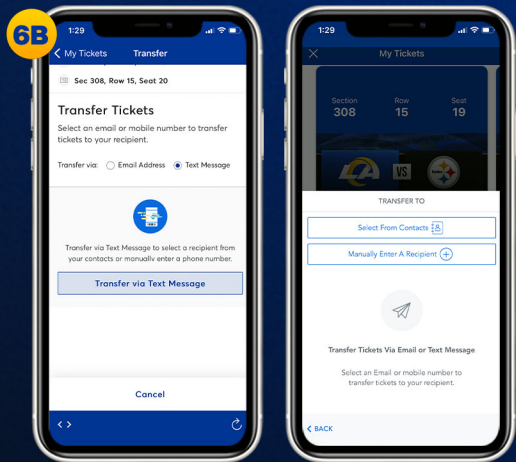 6B
1:29
My Tickets
Transfer
Sec 308, Row 15, Seat 20
Transfer Tickets
Select an email or mobile number to transfer
tickets to your recipient.
Transfer via:
Email Address
Text Message
Transfer via Text Message to select a recipient from
your contacts or manually enter a phone number.
Transfer via Text Message
Cancel
1:29
My Tickets
Section
Row
Seat
308
15
19
VS
TRANSFER TO
Select From Contacts
Manually Enter A Recipient
Transfer Tickets Via Email or Text Message
Select an Email or mobile number to
transfer tickets to your recipient.
BACK